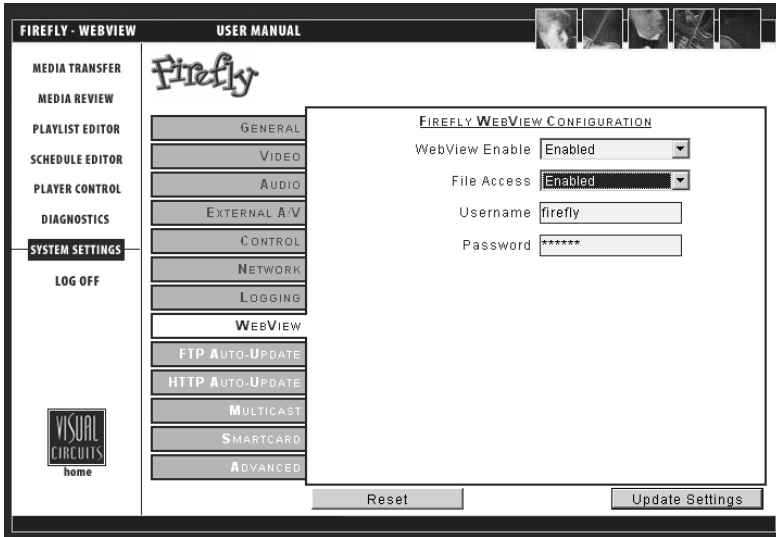 FIREFLY - WEBVIEW USER MANUAL
MEDIA TRANSFER
MEDIA REVIEW
PLAYLIST EDITOR
SCHEDULE EDITOR
PLAYER CONTROL
DIAGNOSTICS
SYSTEM SETTINGS
LOG OFF
VISUAL
CIRCUITS
home
Firefly
GENERAL
VIDEO
AUDIO
EXTERNAL A/V
CONTROL
NETWORK
LOGGING
WEBVIEW
FTP AUTO-UPDATE
HTTP AUTO-UPDATE
MULTICAST
SMARTCARD
ADVANCED
FIREFLY WEBVIEW CONFIGURATION
WebView Enable Enabled
File Access Enabled
Username firefly
Password ******
Reset Update Settings